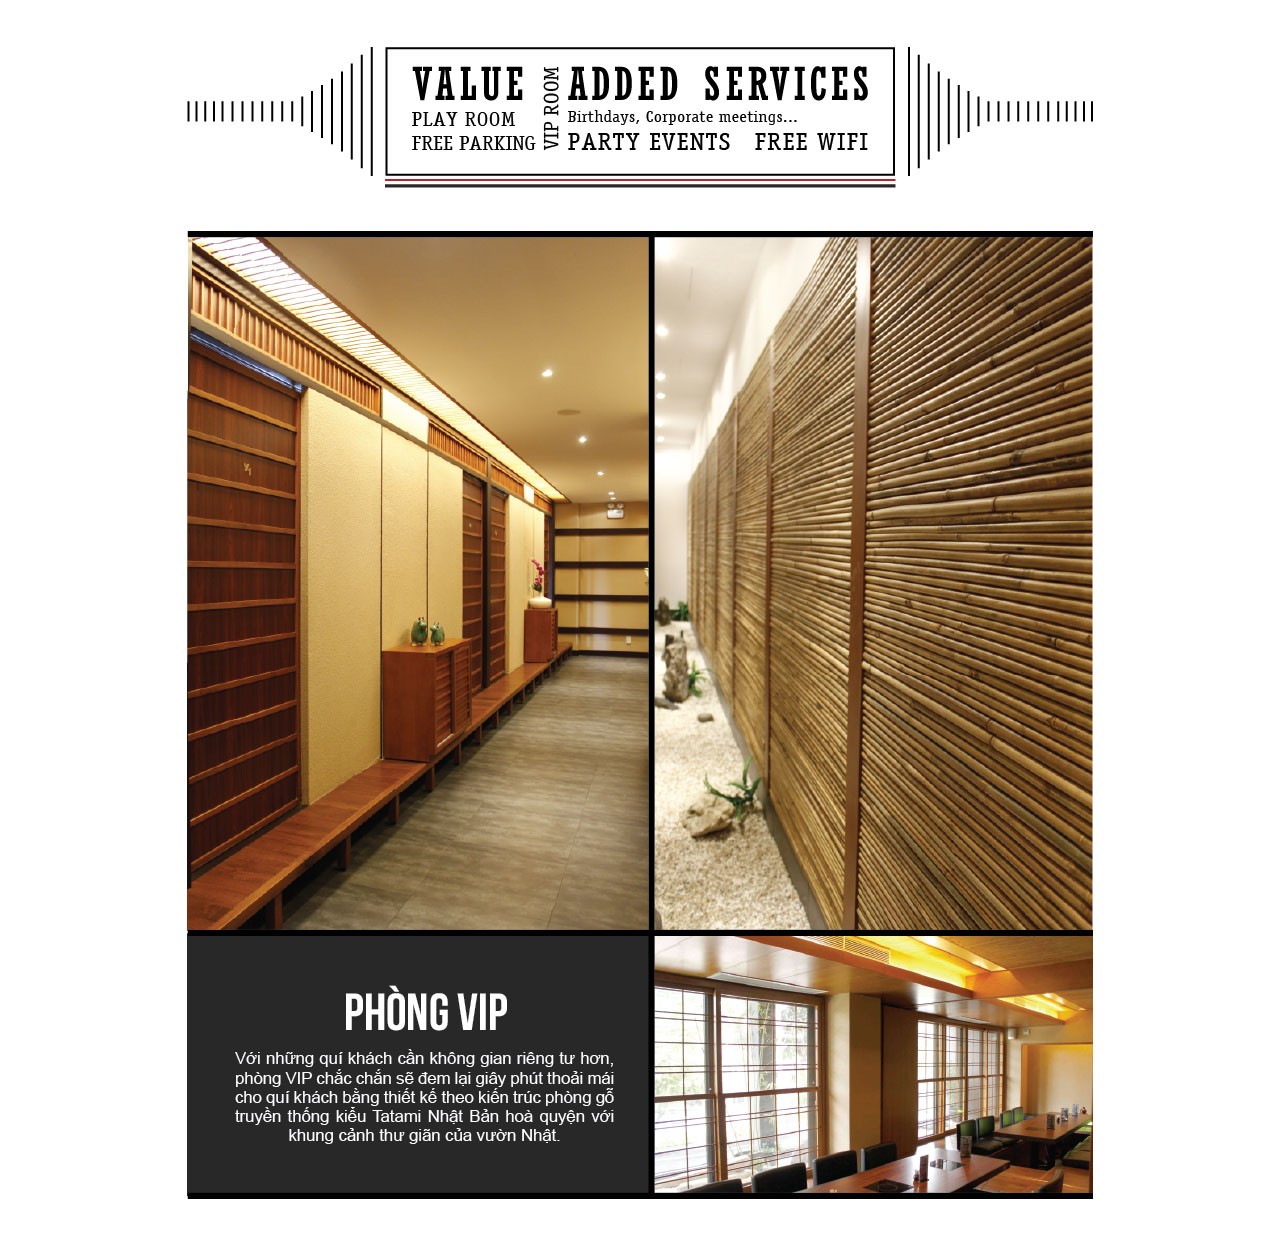 VALUE ADDED SERVICES
PLAY ROOM
FREE PARKING
VIP ROOM
Birthdays, Corporate meetings...
PARTY EVENTS FREE WIFI
PHÒNG VIP
Với những quí khách cần không gian riêng tư hơn,
phòng VIP chắc chắn sẽ đem lại giây phút thoải mái
cho quí khách bằng thiết kế theo kiến trúc phòng gỗ
truyền thống kiểu Tatami Nhật Bản hoà quyện với
khung cảnh thư giãn của vườn Nhật.